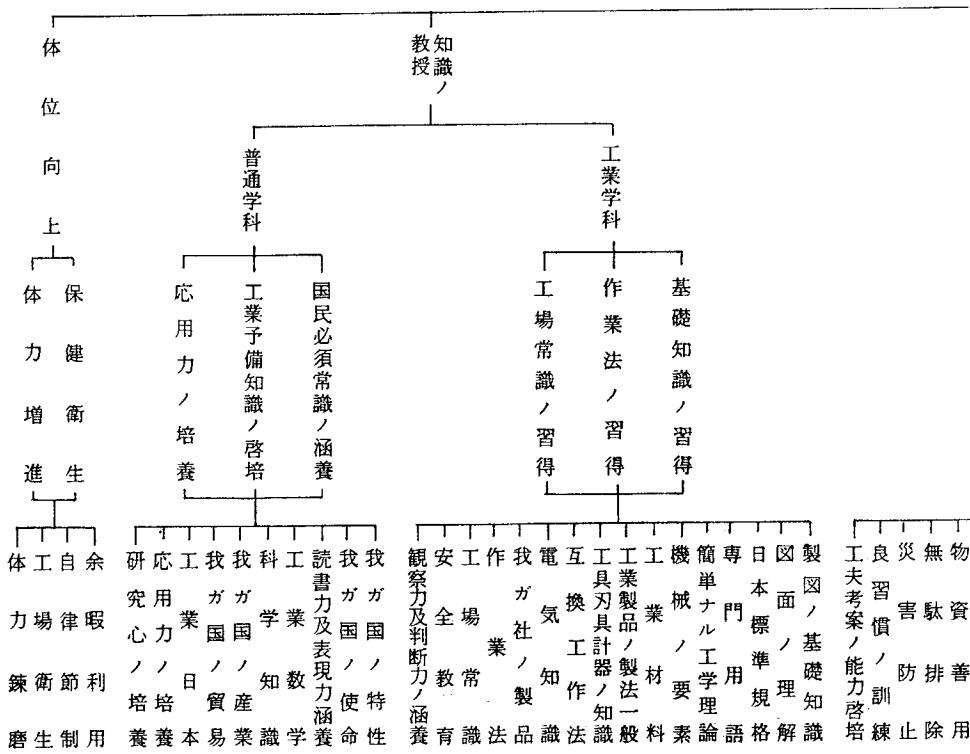 物資善用
無駄排除
災害防止
良習慣ノ訓練
工夫考案ノ能力啓培
知識ノ
教授
工業学科
基礎知識ノ習得
作業法ノ習得
工場常識ノ習得
製図ノ基礎知識
図面ノ理解
日本標準規格
専門用語
簡単ナル工学理論
機械ノ要素
工業材料
工業製品ノ製法一般
工具刃具計器ノ知識
互換工作法
電気知識
我ガ社ノ製品
作業法
工場常識
安全教育
観察力及判断力ノ涵養
普通学科
国民必須常識ノ涵養
工業予備知識ノ啓培
応用力ノ培養
我ガ国ノ特性
我ガ国ノ使命
読書力及表現力涵養
工業数学
科学知識
我ガ国ノ産業
我ガ国ノ貿易
工業日本
応用力ノ培養
研究心ノ培養
体位向上
保健衛生
体力増進
余暇利用
自律節制
工場衛生
体力錬磨